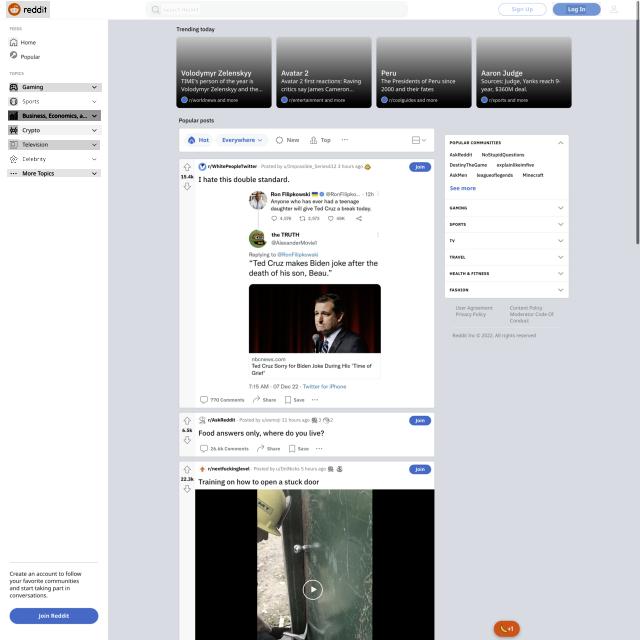 reddit
Search Reddit
Sign Up
Log In
FEEDS
Home
Popular
TOPICS
Gaming
Sports
Business, Economics, a...
Crypto
Television
Celebrity
More Topics
Create an account to follow
your favorite communities
and start taking part in
conversations.
Join Reddit
Trending today
Volodymyr Zelenskyy
TIME's person of the year is
Volodymyr Zelenskyy and the...
r/worldnews and more
Avatar 2
Avatar 2 first reactions: Raving
critics say James Cameron...
r/entertainment and more
Peru
The Presidents of Peru since
2000 and their fates
r/coolguides and more
Aaron Judge
Sources: Judge, Yanks reach 9-
year, $360M deal.
r/sports and more
Popular posts
Hot
Everywhere
New
Top
15.4k
r/WhitePeopleTwitter · Posted by 3 hours ago
Join
I hate this double standard.
Ron Filipkowski @RonFilipko... · 12h
Anyone who has ever had a teenage
daughter will give Ted Cruz a break today.
the TRUTH
@AlexanderMovie1
Replying to @RonFilipkowski
"Ted Cruz makes Biden joke after the
death of his son, Beau."
nbcnews.com
Ted Cruz Sorry for Biden Joke During His 'Time of
Grief'
7:15 AM · 07 Dec 22 · Twitter for iPhone
770 Comments
Share
Save
6.5k
r/AskReddit · Posted by 11 hours ago
Join
Food answers only, where do you live?
26.6k Comments
Share
Save
22.3k
r/nextfuckinglevel · Posted by 5 hours ago
Join
Training on how to open a stuck door
POPULAR COMMUNITIES
AskReddit NoStupidQuestions
DestinyTheGame explainlikeimfive
AskMen leagueoflegends Minecraft
See more
GAMING
SPORTS
TV
TRAVEL
HEALTH & FITNESS
FASHION
User Agreement
Privacy Policy
Content Policy
Moderator Code Of
Conduct
Reddit Inc © 2022. All rights reserved
+1